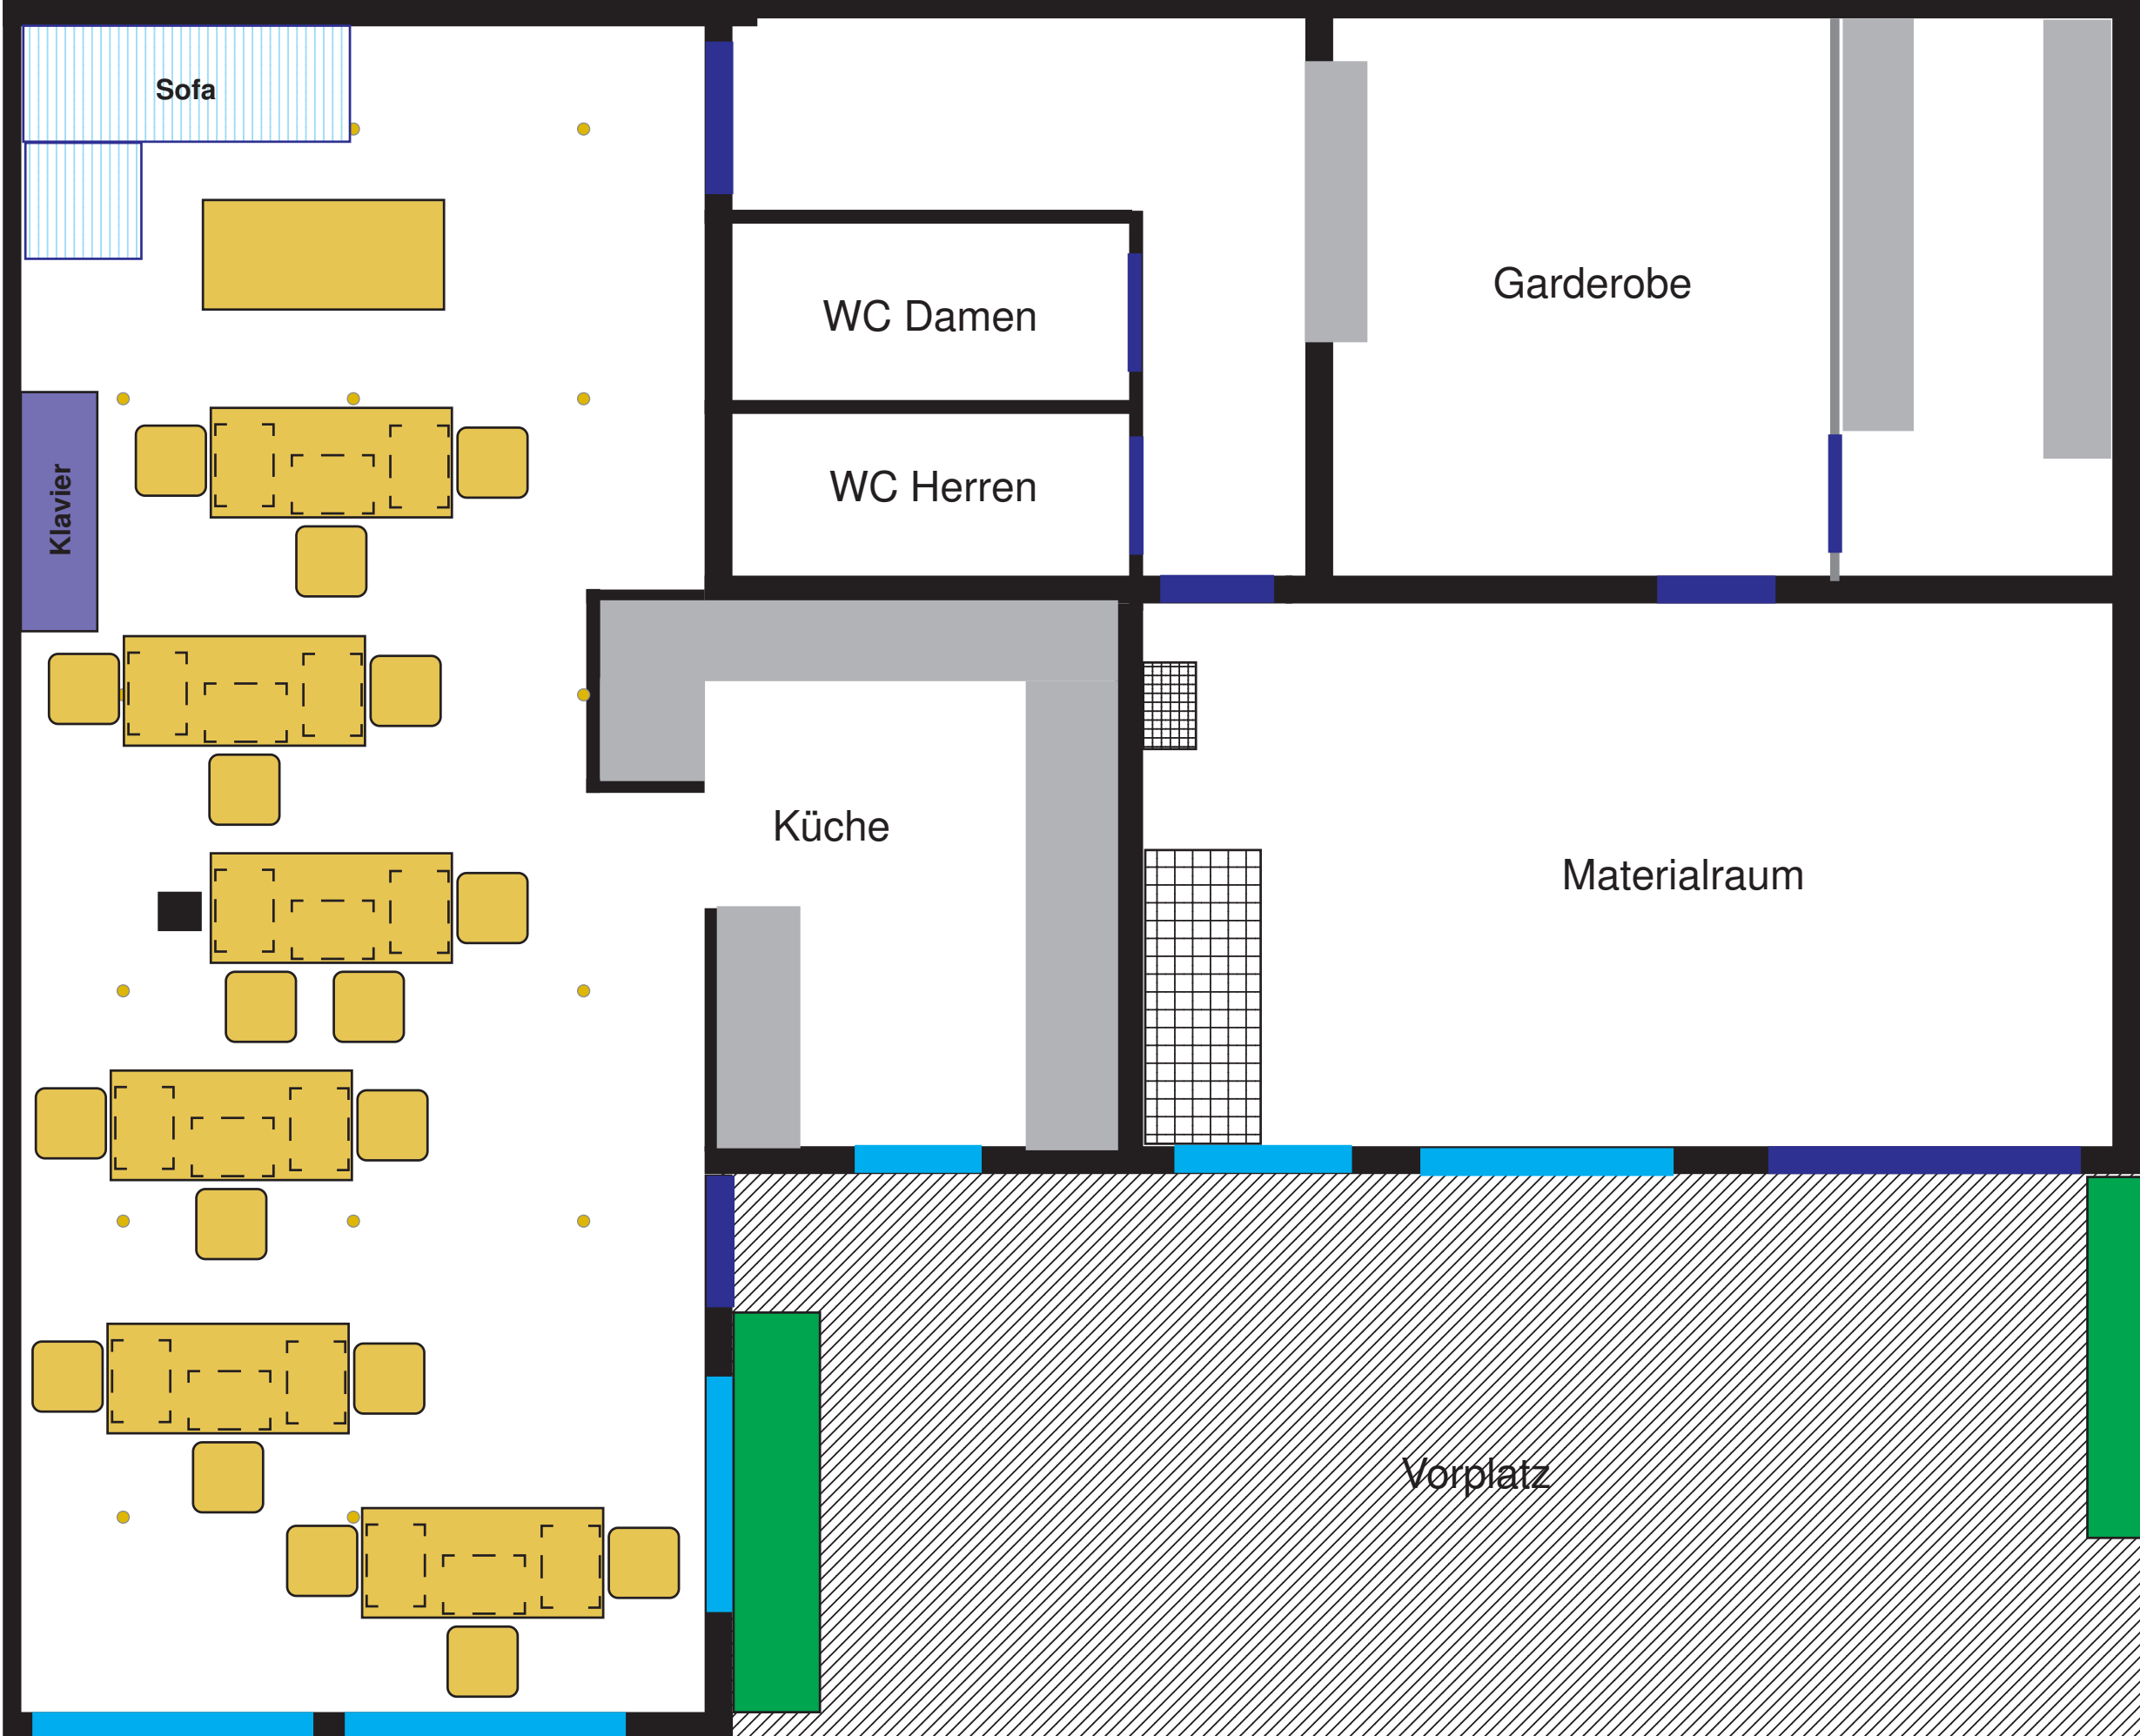 Sofa
Garderobe
WC Damen
WC Herren
Klavier
Küche
Materialraum
Vorplatz